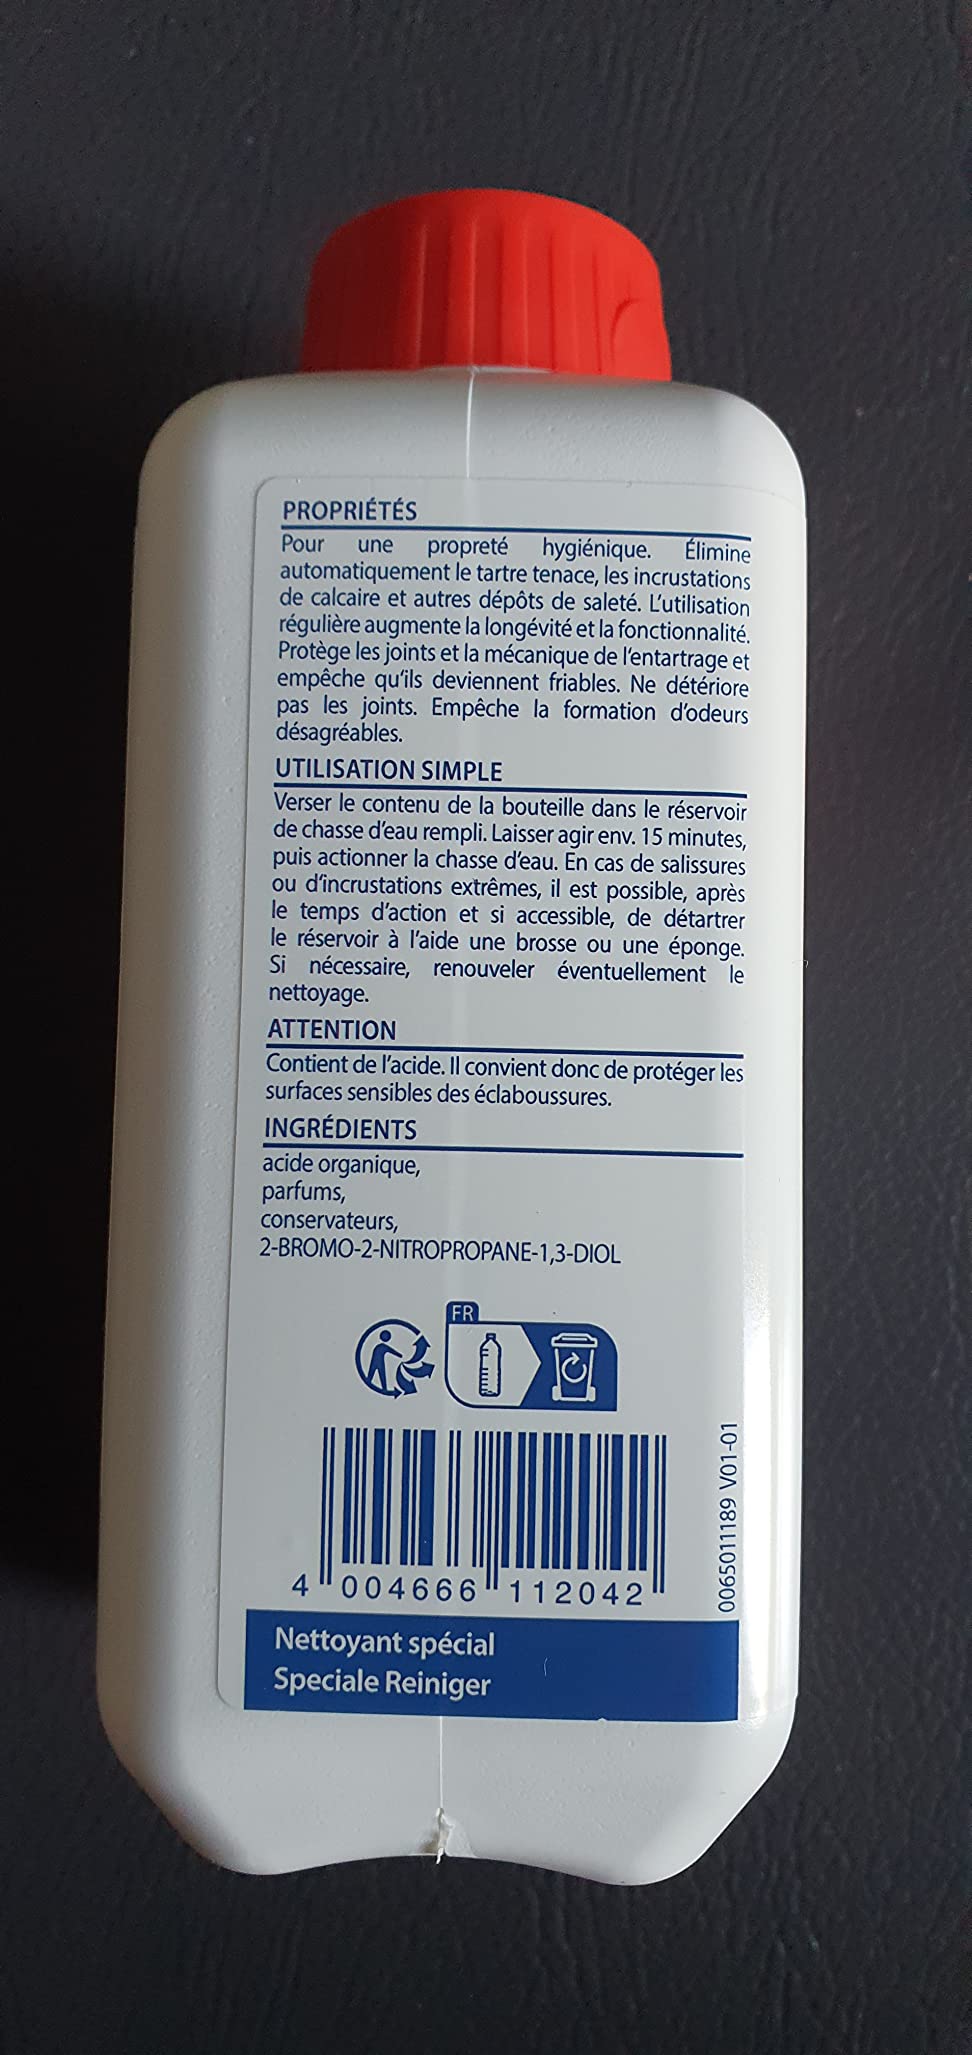 PROPRIÉTÉS
Pour une propreté hygiénique. Élimine
automatiquement le tartre tenace, les incrustations
de calcaire et autres dépôts de saleté. L'utilisation
régulière augmente la longévité et la fonctionnalité.
Protège les joints et la mécanique de l'entartrage et
empêche qu'ils deviennent friables. Ne détériore
pas les joints. Empêche la formation d'odeurs
désagréables.
UTILISATION SIMPLE
Verser le contenu de la bouteille dans le réservoir
de chasse d'eau rempli. Laisser agir env. 15 minutes,
puis actionner la chasse d'eau. En cas de salissures
ou d'incrustations extrêmes, il est possible, après
le temps d'action et si accessible, de détartrer
le réservoir à l'aide une brosse ou une éponge.
Si nécessaire, renouveler éventuellement le
nettoyage.
ATTENTION
Contient de l'acide. Il convient donc de protéger les
surfaces sensibles des éclaboussures.
INGRÉDIENTS
acide organique,
parfums,
conservateurs,
2-BROMO-2-NITROPROPANE-1,3-DIOL
FR
4 004666 112042
0065011189 V01-01
Nettoyant spécial
Speciale Reiniger